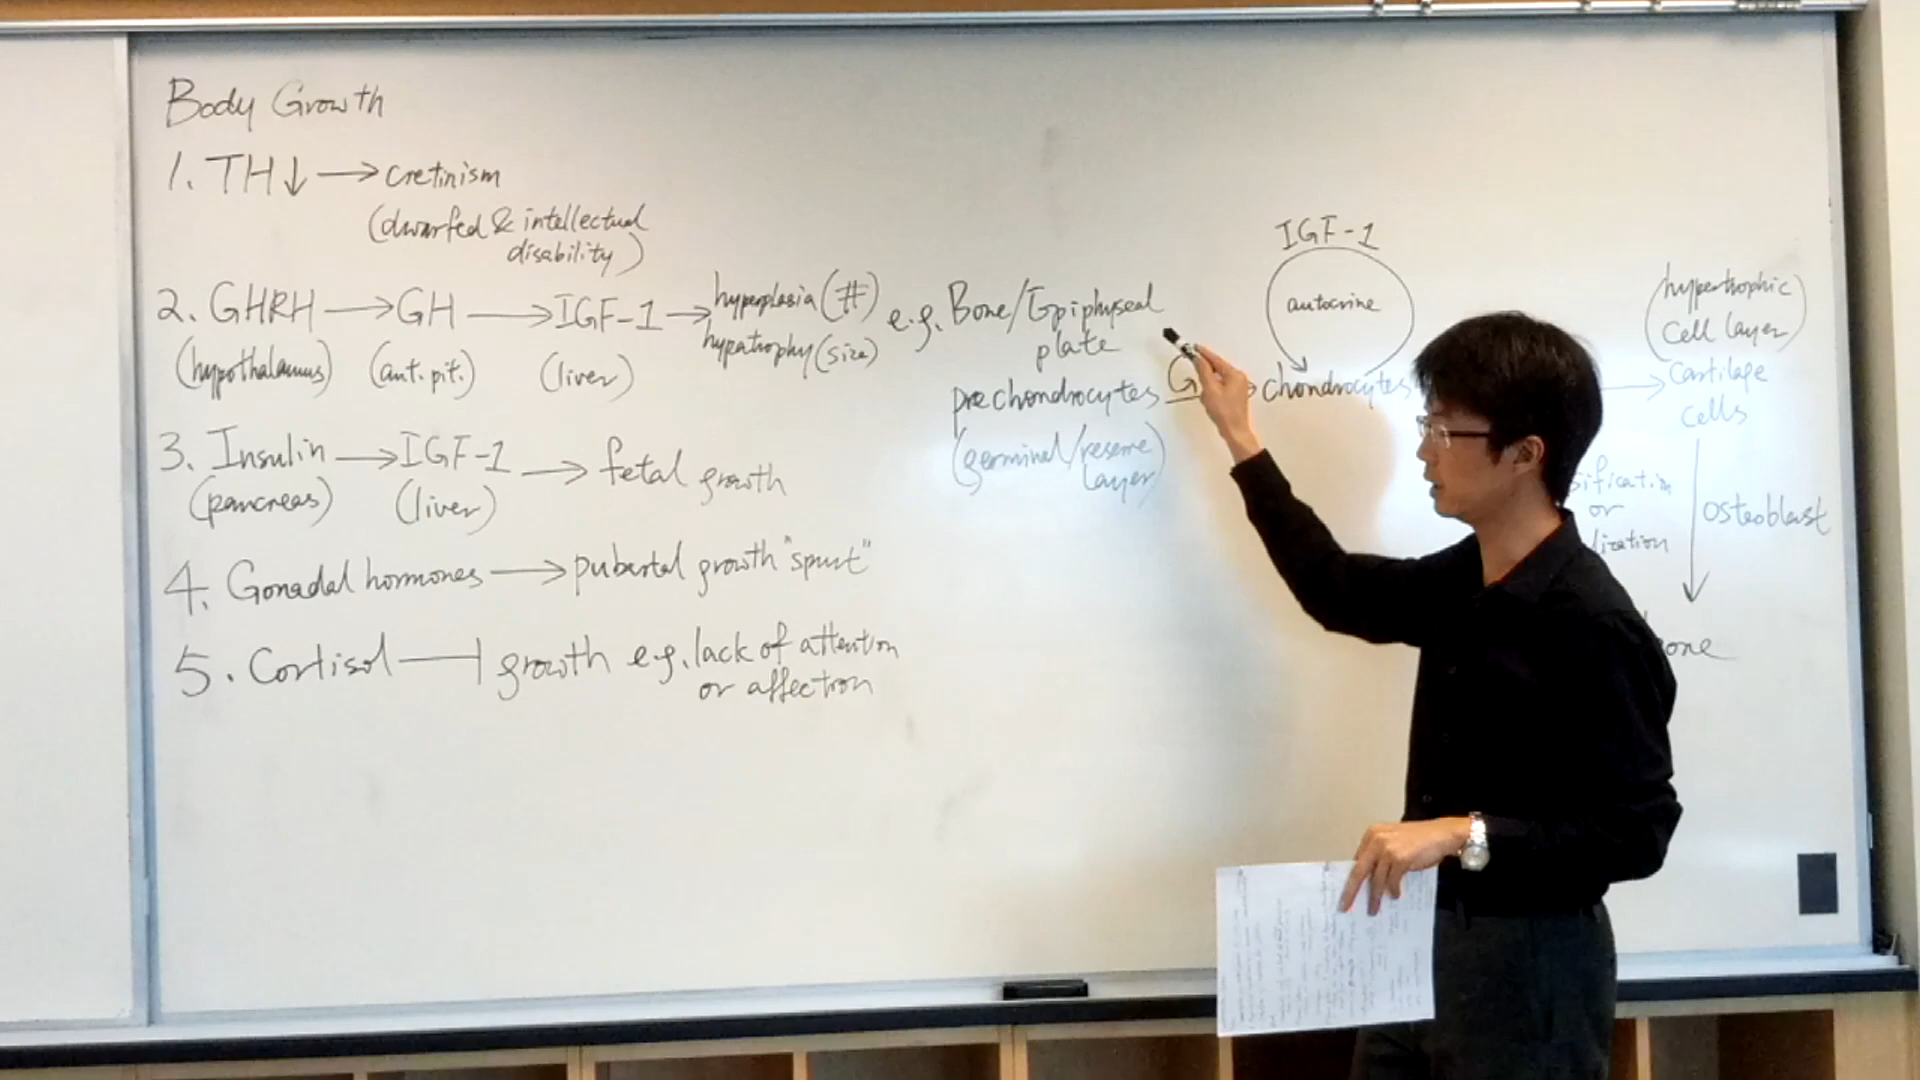 Body Growth
1. TH↓ → cretinism
(dwarfed & intellectual
disability)
2. GHRH → GH → IGF-1 → hyperplasia (#)
hypertrophy (size)
(hypothalamus) (ant. pit.) (liver)
3. Insulin → IGF-1 → fetal growth
(pancreas) (liver)
4. Gonadal hormones → pubertal growth "spurt"
5. Cortisol ⊣ growth e.g. lack of attention
or affection
e.g. Bone/Epiphyseal
plate
prechondrocytes G → chondrocytes → cartilage
cells
(germinal/reserve
layer)
IGF-1
autocrine
(hypertrophic
cell layer)
or
osteoblast